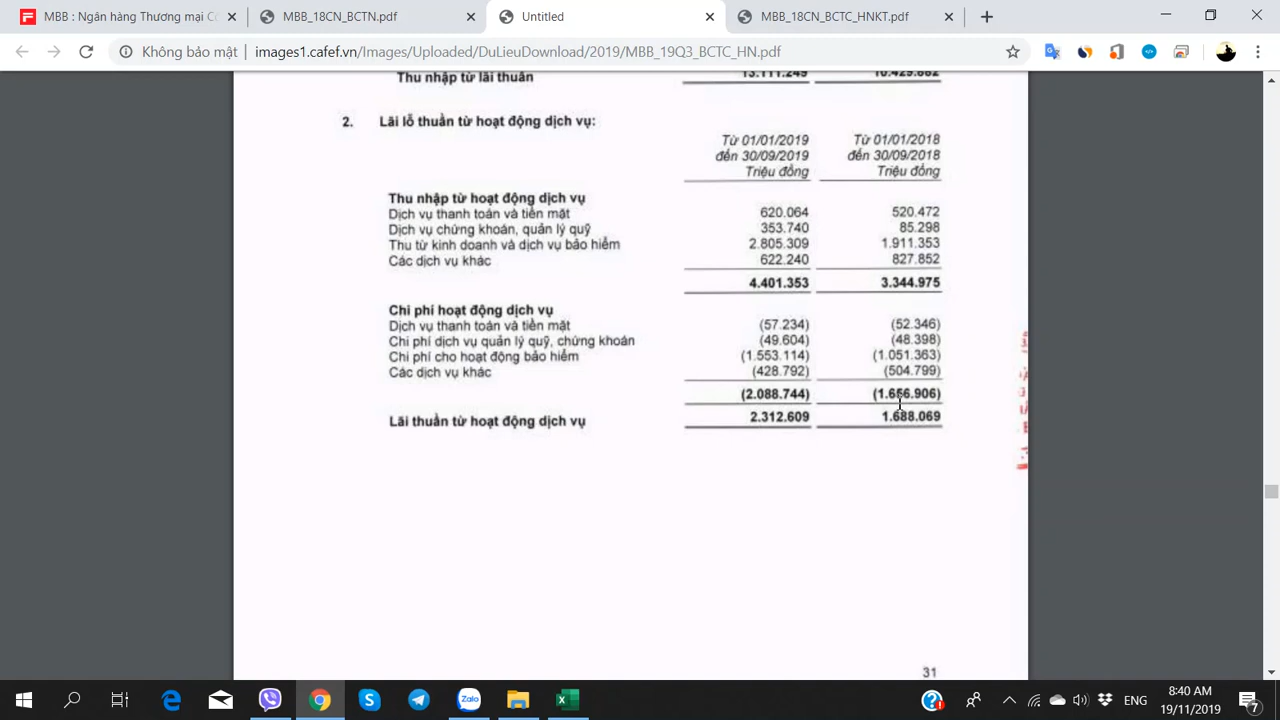 MBB : Ngân hàng Thương mại C
MBB_18CN_BCTN.pdf
Untitled
MBB_18CN_BCTC_HNKT.pdf
Không bảo mật
images1.cafef.vn/Images/Uploaded/DuLieuDownload/2019/MBB_19Q3_BCTC_HN.pdf
Thu nhập từ lãi thuần 13.111.249 10.429.882
2. Lãi lỗ thuần từ hoạt động dịch vụ:
Từ 01/01/2019 Từ 01/01/2018
đến 30/09/2019 đến 30/09/2018
Triệu đồng Triệu đồng
Thu nhập từ hoạt động dịch vụ
Dịch vụ thanh toán và tiền mặt 620.064 520.472
Dịch vụ chứng khoán, quản lý quỹ 353.740 85.298
Thu từ kinh doanh và dịch vụ bảo hiểm 2.805.309 1.911.353
Các dịch vụ khác 622.240 827.852
4.401.353 3.344.975
Chi phí hoạt động dịch vụ
Dịch vụ thanh toán và tiền mặt (57.234) (52.346)
Chi phí dịch vụ quản lý quỹ, chứng khoán (49.604) (48.398)
Chi phí cho hoạt động bảo hiểm (1.553.114) (1.051.363)
Các dịch vụ khác (428.792) (504.799)
(2.088.744) (1.656.906)
Lãi thuần từ hoạt động dịch vụ 2.312.609 1.688.069
31
Zalo
ENG
8:40 AM
19/11/2019
7